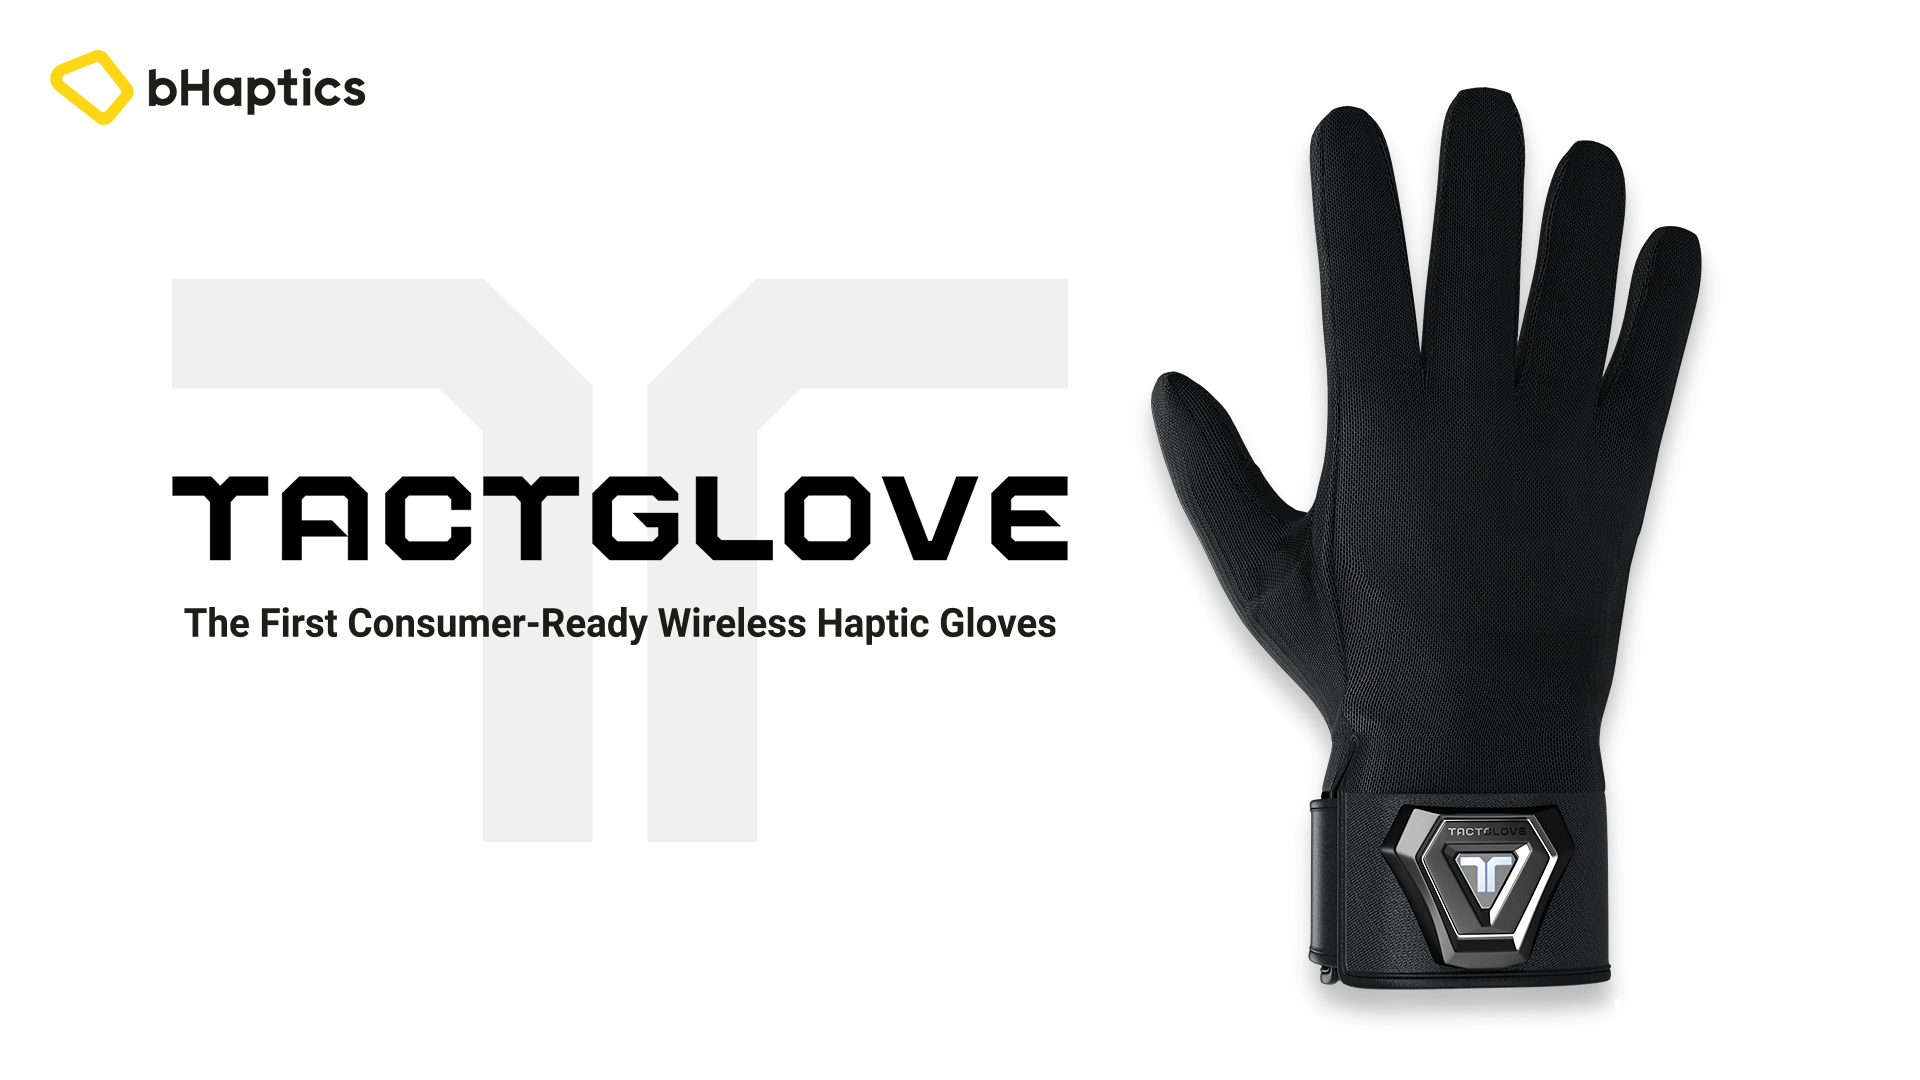 bHaptics
TACTGLOVE
The First Consumer-Ready Wireless Haptic Gloves
TACTGLOVE